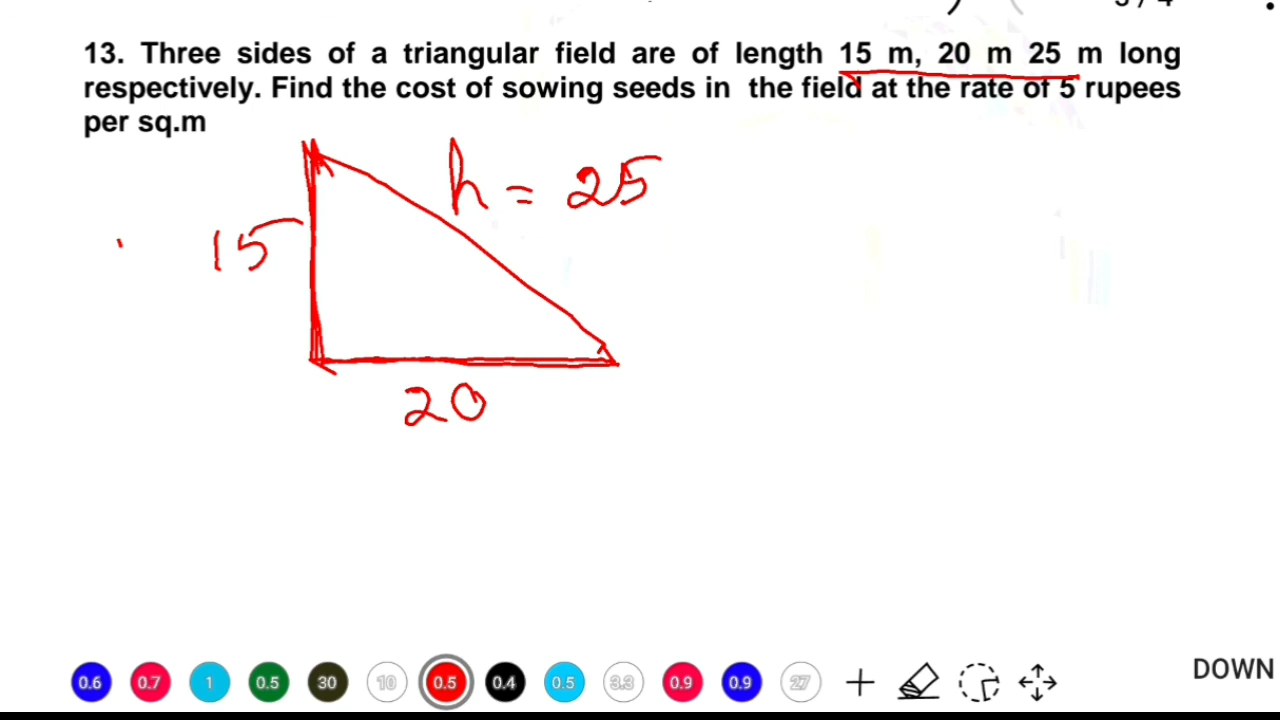 13. Three sides of a triangular field are of length 15 m, 20 m 25 m long
respectively. Find the cost of sowing seeds in the field at the rate of 5 rupees
per sq.m
h = 25
15
20
0.6 0.7 1 0.5 30 10 0.5 0.4 0.5 3.3 0.9 0.9 27
DOWN